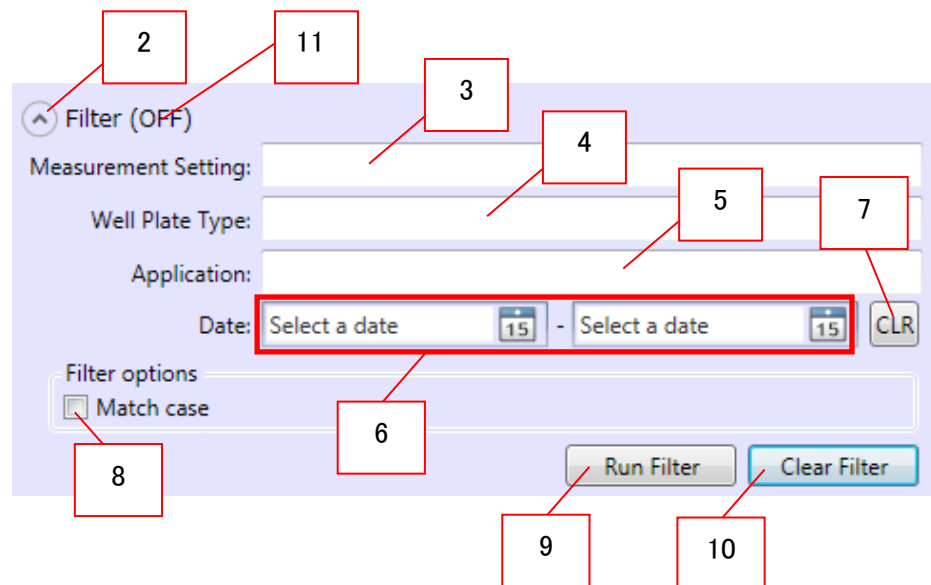 2
11
3
Filter (OFF)
Measurement Setting:
4
Well Plate Type:
5
7
Application:
Date: Select a date 15 - Select a date 15 CLR
Filter options
Match case
6
8
Run Filter Clear Filter
9
10